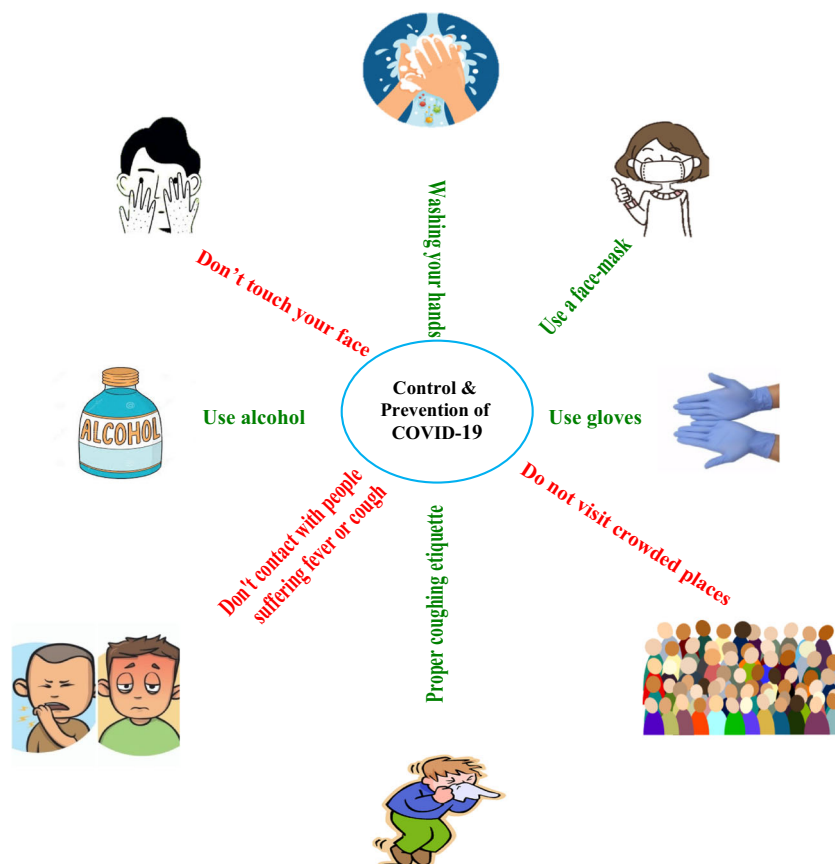 Washing your hands
Use a face-mask
Don’t touch your face
Control &
Prevention of
COVID-19
ALCOHOL
Use alcohol
Use gloves
Do not visit crowded places
Don't contact with people
suffering fever or cough
Proper coughing etiquette